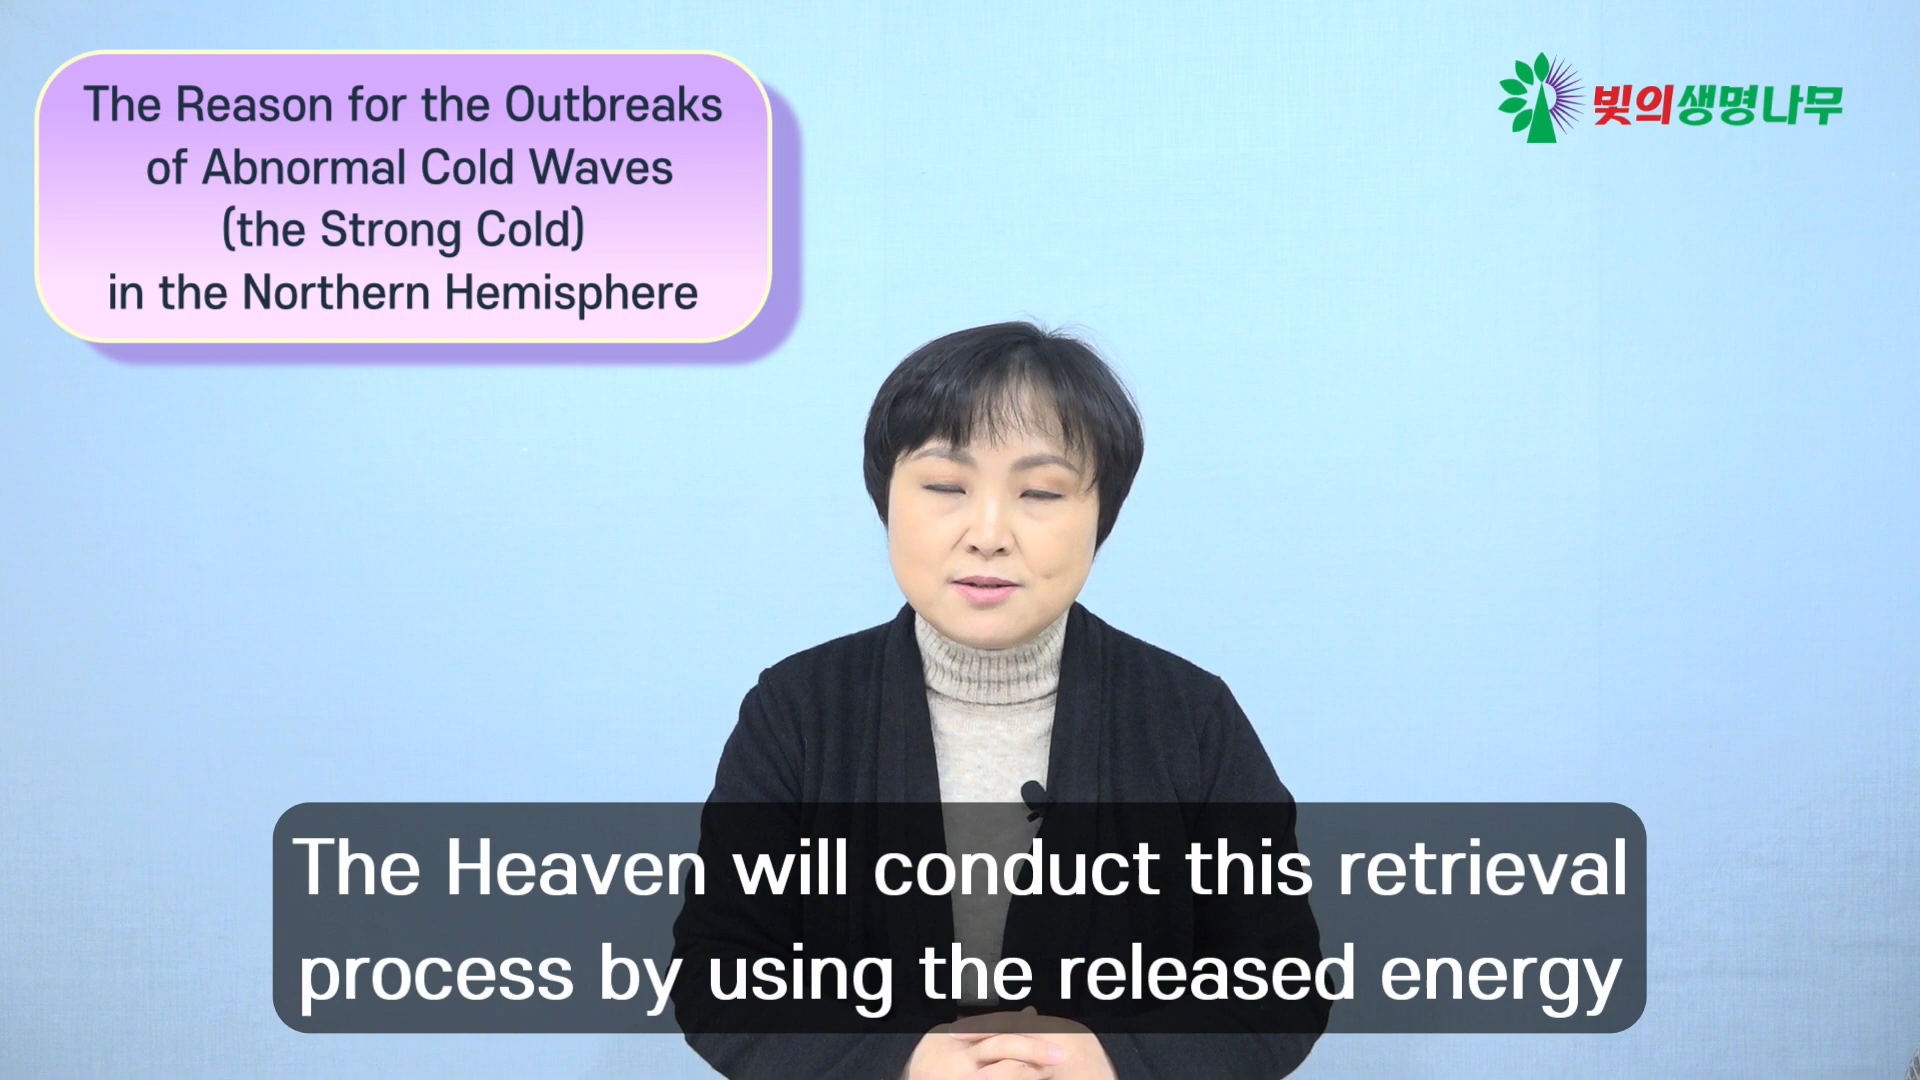 The Reason for the Outbreaks
of Abnormal Cold Waves
(the Strong Cold)
in the Northern Hemisphere
빛의생명나무
The Heaven will conduct this retrieval
process by using the released energy